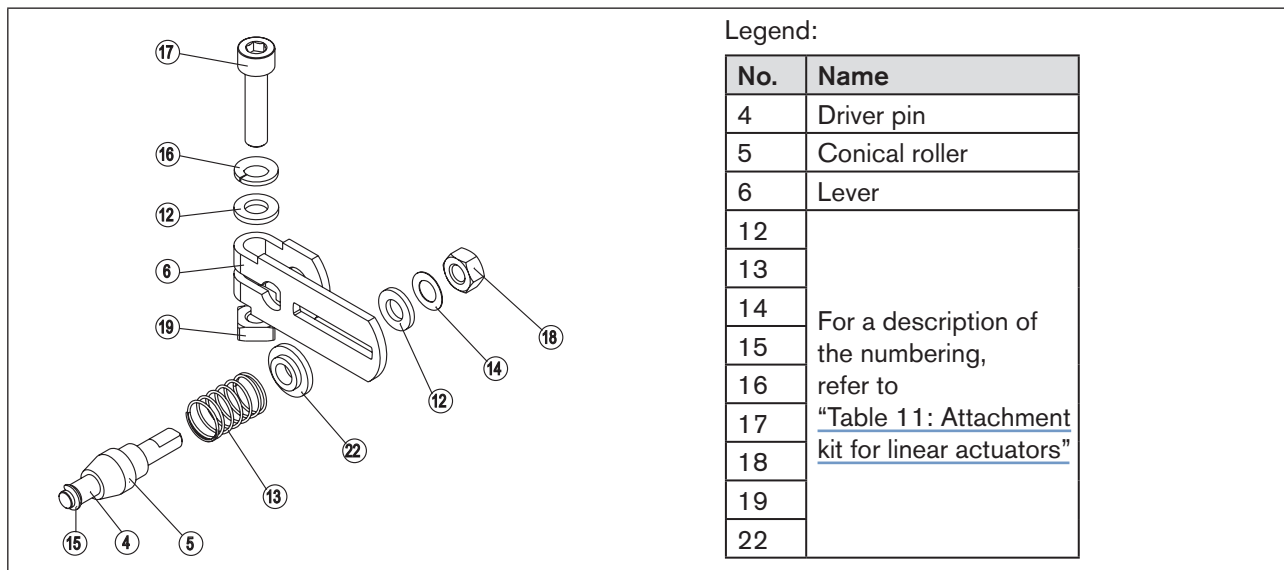 17
16
12
6
19
18
14
12
22
13
15
4
5
Legend:
No. Name
4 Driver pin
5 Conical roller
6 Lever
12
13
14
15
16
17
18
19
22
For a description of
the numbering,
refer to
“Table 11: Attachment
kit for linear actuators”